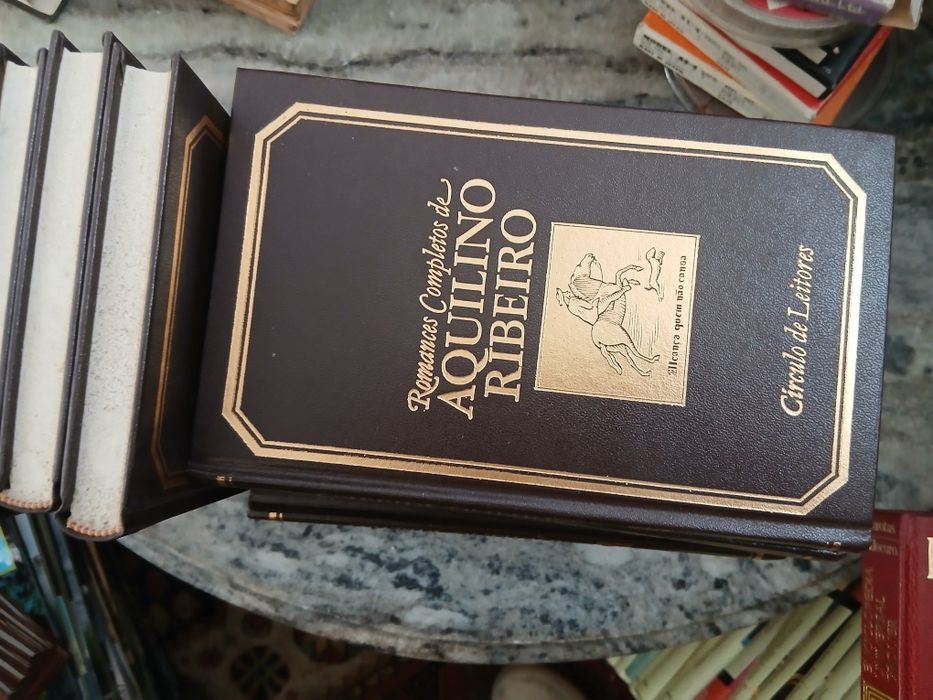 Romances Completos de
AQUILINO
RIBEIRO
Alcança quem não cansa
Círculo de Leitores